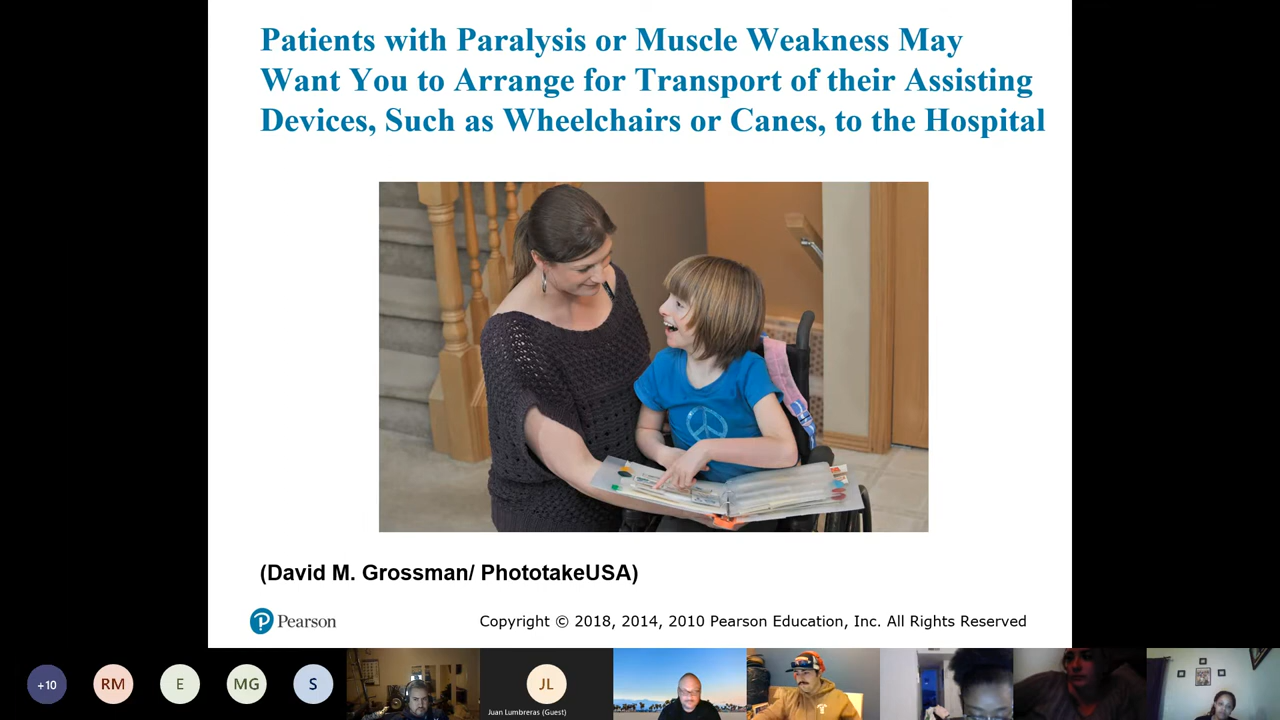 Patients with Paralysis or Muscle Weakness May
Want You to Arrange for Transport of their Assisting
Devices, Such as Wheelchairs or Canes, to the Hospital
(David M. Grossman/ PhototakeUSA)
Pearson
Copyright © 2018, 2014, 2010 Pearson Education, Inc. All Rights Reserved
+10
RM
E
MG
S
JL
Juan Lumbreras (Guest)